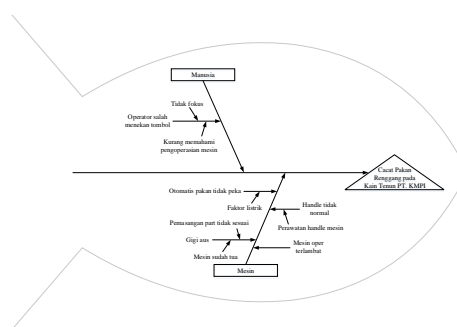 Manusia
Tidak fokus
Operator salah
menekan tombol
Kurang memahami
pengoperasian mesin
Cacat Pakan
Renggang pada
Kain Tenun PT. KMPI
Otomatis pakan tidak peka
Faktor listrik
Handle tidak
normal
Perawatan handle mesin
Pemasangan part tidak sesuai
Gigi aus
Mesin sudah tua
Mesin oper
terlambat
Mesin